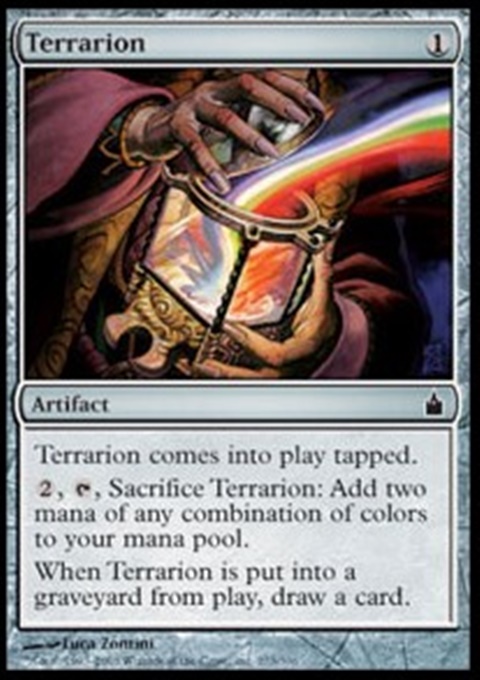 Terrarion 1
Artifact
Terrarion comes into play tapped.
2, , Sacrifice Terrarion: Add two
mana of any combination of colors
to your mana pool.
When Terrarion is put into a
graveyard from play, draw a card.
Luca Zontini